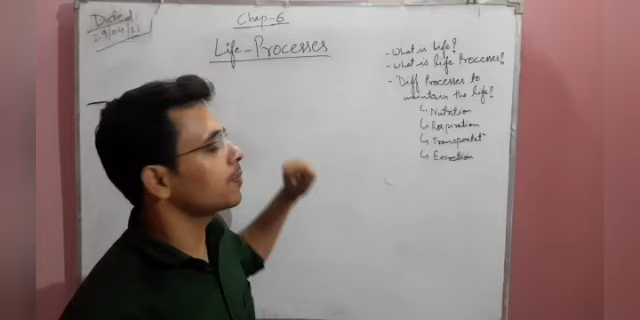 Dated
29/04/21
Chap-6
Life-Processes
- What is life?
- What is life Processes?
- Diff Processes to
maintain the life?
↳ Nutrition
↳ Respiration
↳ Transportatⁿ
↳ Excretion